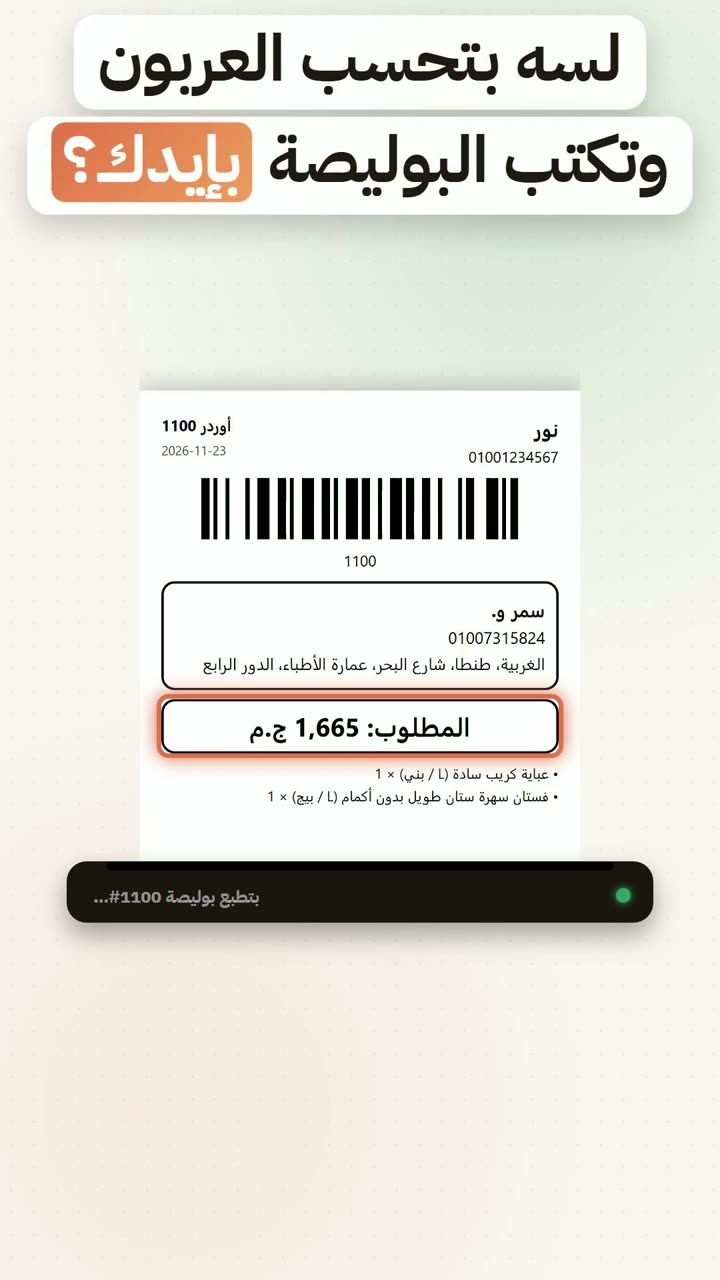 لسه بتحسب العربون
وتكتب البوليصة بإيدك؟
نور
أوردر 1100
01001234567
2026-11-23
1100
سمر و.
01007315824
الغربية، طنطا، شارع البحر، عمارة الأطباء، الدور الرابع
المطلوب: 1,665 ج.م
• عباية كريب سادة (L / بني) × 1
• فستان سهرة ستان طويل بدون أكمام (L / بيج) × 1
بتطبع بوليصة 1100#...